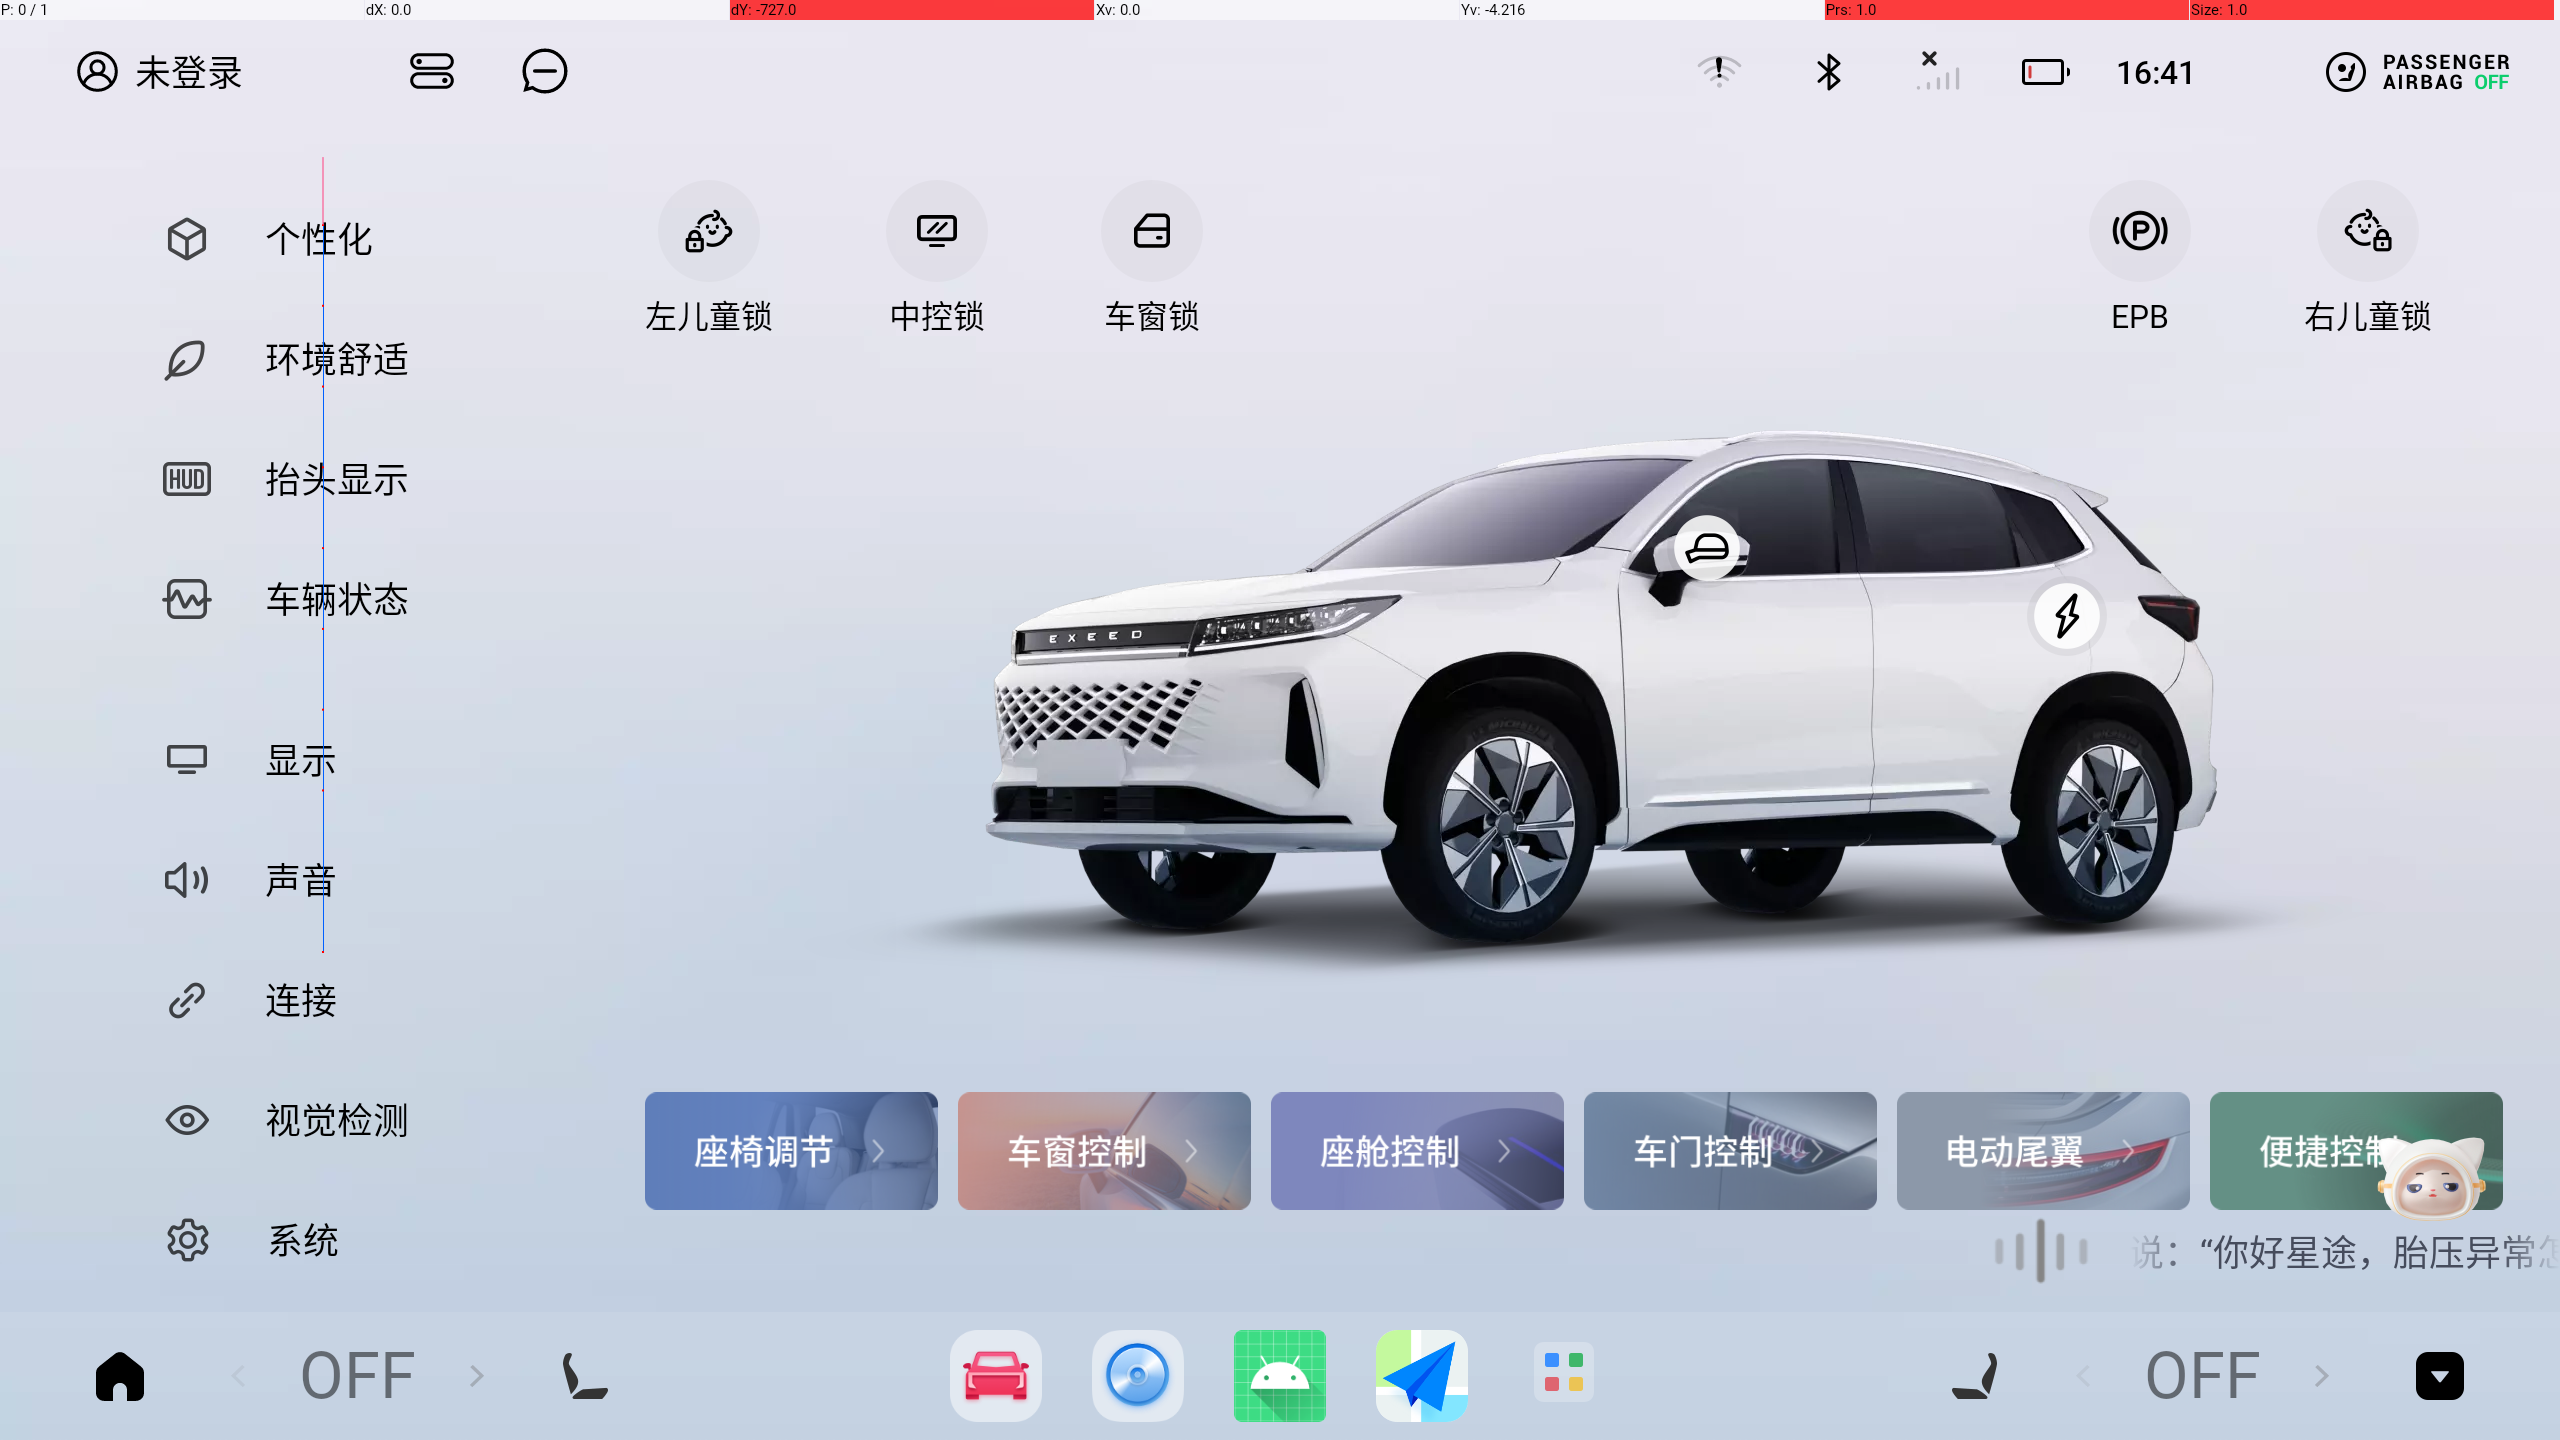 P: 0 / 1 dX: 0.0 dY: -727.0 Xv: 0.0 Yv: -4.216 Prs: 1.0 Size: 1.0
未登录 16:41 PASSENGER
AIRBAG OFF
个性化
环境舒适
HUD 抬头显示
车辆状态
显示
声音
连接
视觉检测
系统
左儿童锁 中控锁 车窗锁 EPB 右儿童锁
EXEED
座椅调节 车窗控制 座舱控制 车门控制 电动尾翼 便捷控制
说：“你好星途，胎压异常怎
OFF OFF